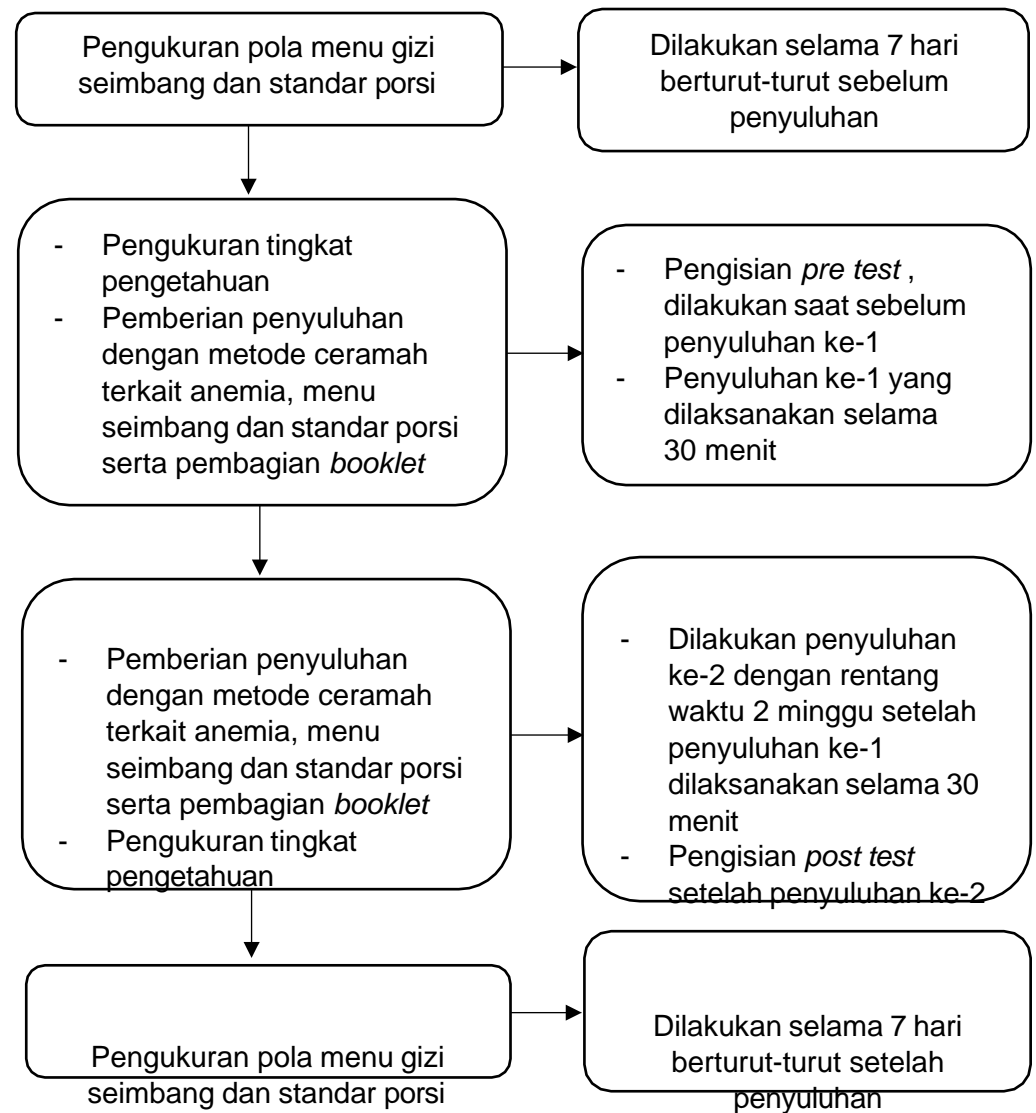 Pengukuran pola menu gizi
seimbang dan standar porsi
Dilakukan selama 7 hari
berturut-turut sebelum
penyuluhan
- Pengukuran tingkat
pengetahuan
- Pemberian penyuluhan
dengan metode ceramah
terkait anemia, menu
seimbang dan standar porsi
serta pembagian booklet
- Pengisian pre test ,
dilakukan saat sebelum
penyuluhan ke-1
- Penyuluhan ke-1 yang
dilaksanakan selama
30 menit
- Pemberian penyuluhan
dengan metode ceramah
terkait anemia, menu
seimbang dan standar porsi
serta pembagian booklet
- Pengukuran tingkat
pengetahuan
- Dilakukan penyuluhan
ke-2 dengan rentang
waktu 2 minggu setelah
penyuluhan ke-1
dilaksanakan selama 30
menit
- Pengisian post test
setelah penyuluhan ke-2
Pengukuran pola menu gizi
seimbang dan standar porsi
Dilakukan selama 7 hari
berturut-turut setelah
penyuluhan